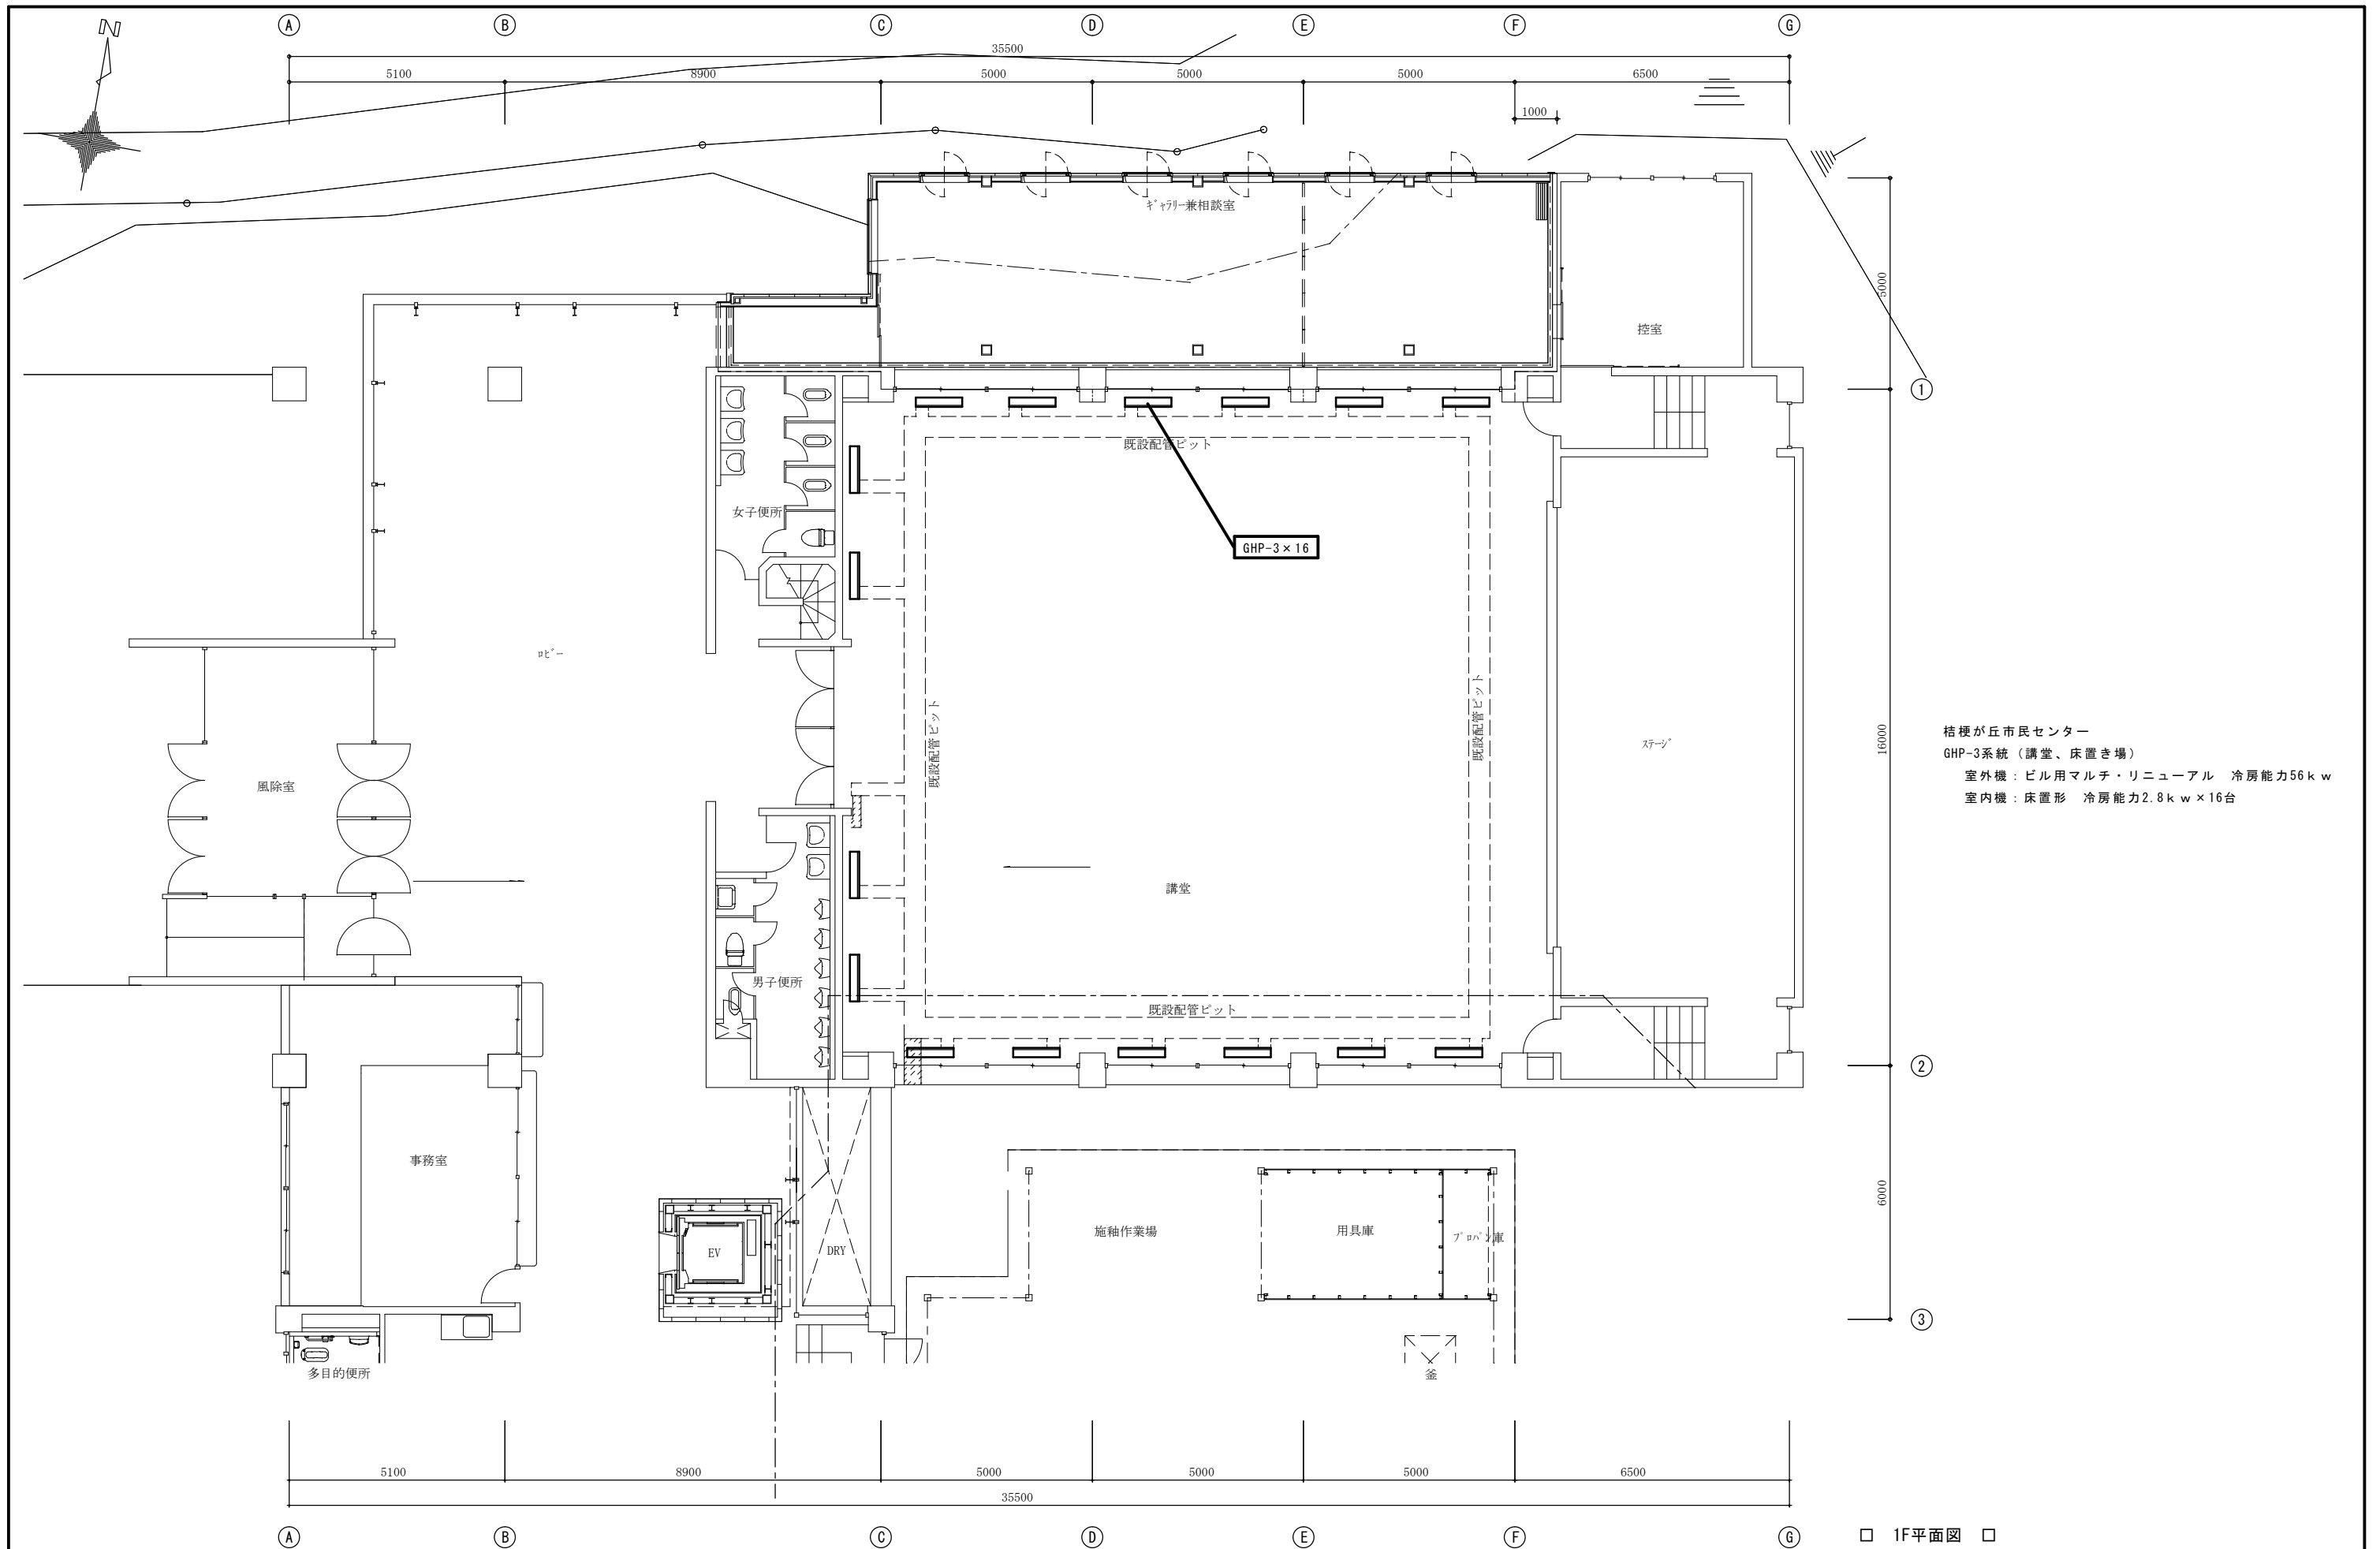 N
A B C D E F G
35500
5100 8900 5000 5000 5000 6500
1000
ギャラリー兼相談室
5000
控室
1
既設配管ピット
女子便所
GHP-3×16
ロビー
既設配管ピット
既設配管ピット
ステージ
16000
桔梗が丘市民センター
GHP-3系統（講堂、床置き場）
室外機：ビル用マルチ・リニューアル 冷房能力56ｋｗ
室内機：床置形 冷房能力2.8ｋｗ×16台
風除室
講堂
男子便所
既設配管ピット
2
事務室
6000
施釉作業場
用具庫
プロパン庫
EV
DRY
3
多目的便所
釜
5100 8900 5000 5000 5000 6500
35500
A B C D E F G
□ 1F平面図 □